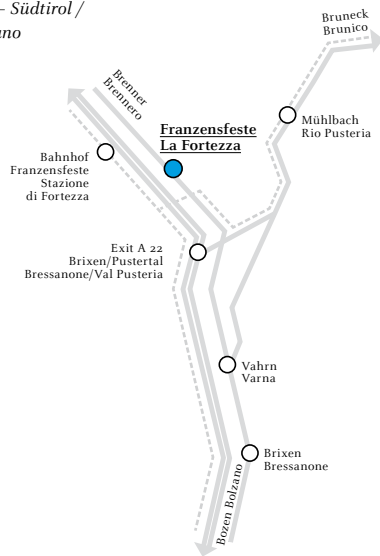 – Südtirol /
Bruneck
Brunico
Brenner
Brennero
Franzensfeste
La Fortezza
Mühlbach
Rio Pusteria
Bahnhof
Franzensfeste
Stazione
di Fortezza
Exit A 22
Brixen/Pustertal
Bressanone/Val Pusteria
Vahrn
Varna
Brixen
Bressanone
Bozen Bolzano